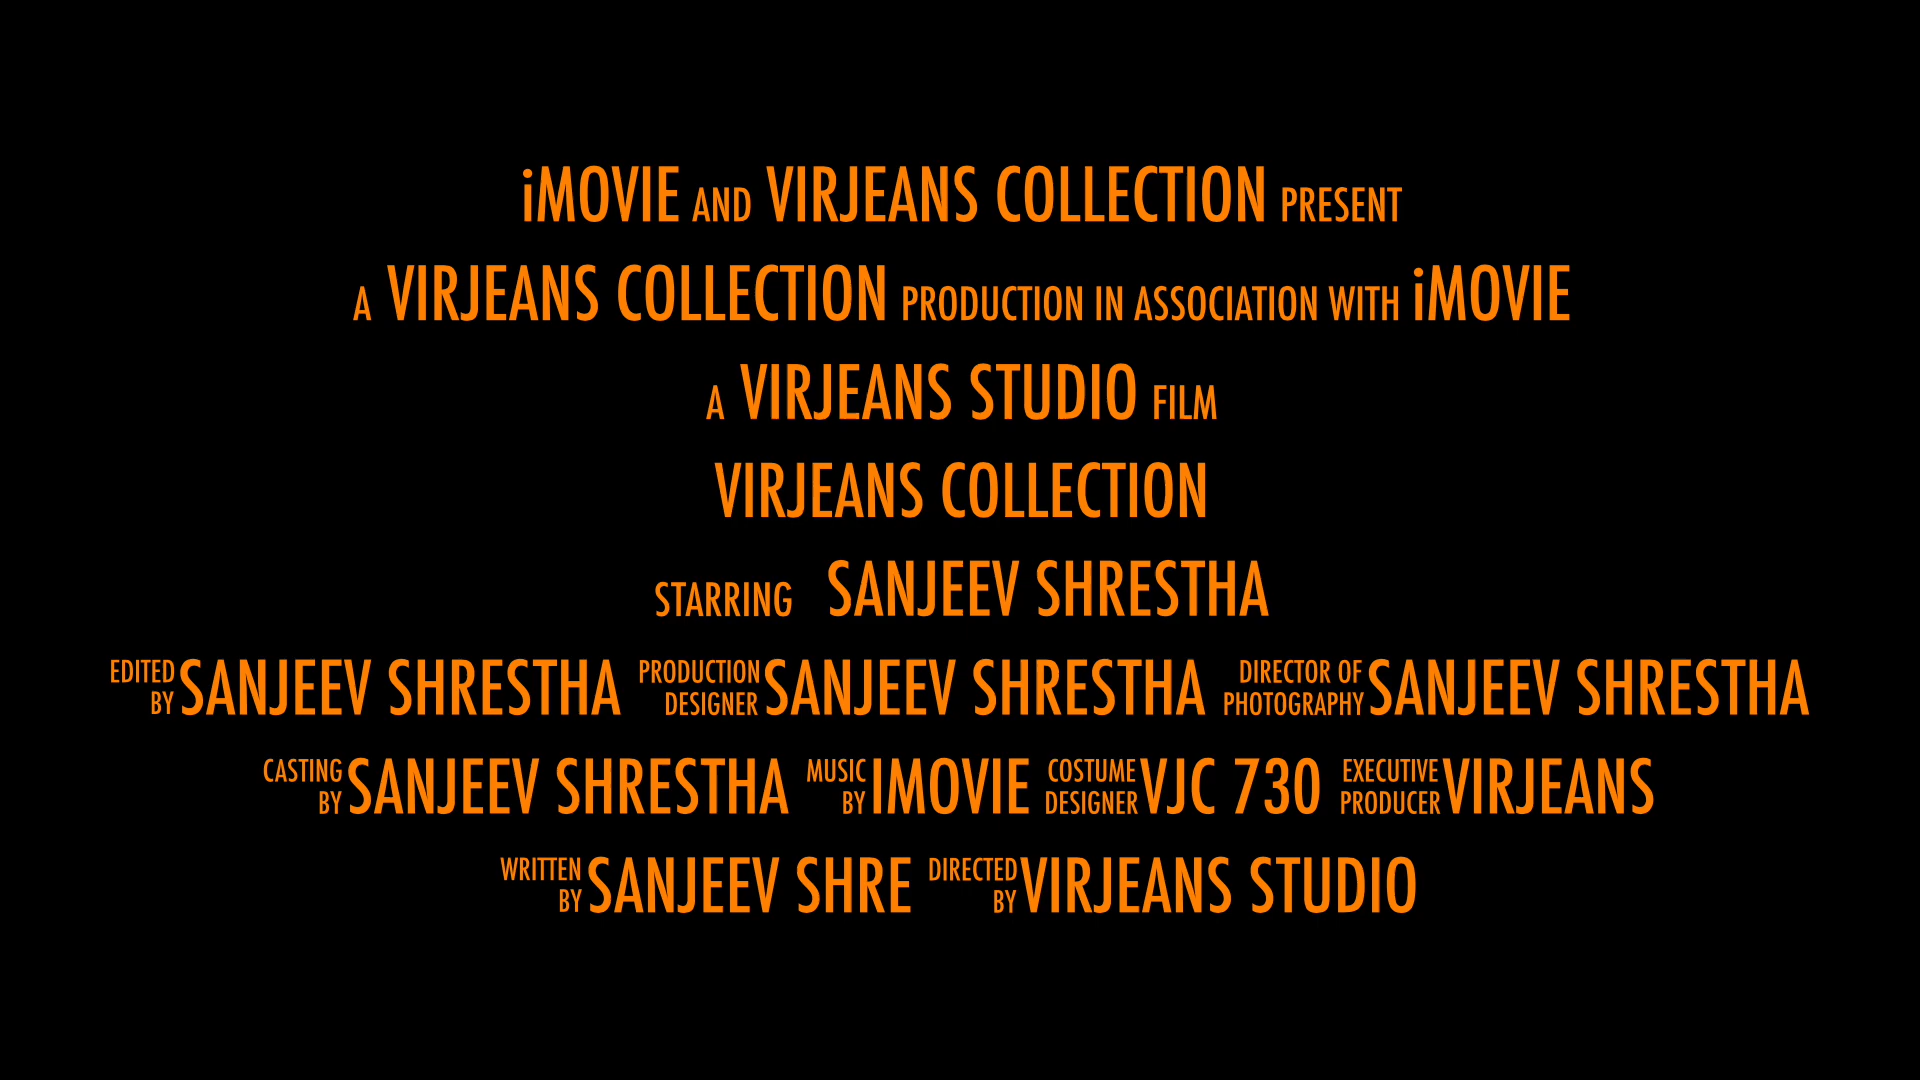 iMOVIE AND VIRJEANS COLLECTION PRESENT
A VIRJEANS COLLECTION PRODUCTION IN ASSOCIATION WITH iMOVIE
A VIRJEANS STUDIO FILM
VIRJEANS COLLECTION
STARRING SANJEEV SHRESTHA
EDITED BY SANJEEV SHRESTHA PRODUCTION DESIGNER SANJEEV SHRESTHA DIRECTOR OF PHOTOGRAPHY SANJEEV SHRESTHA
CASTING BY SANJEEV SHRESTHA MUSIC BY IMOVIE COSTUME DESIGNER VJC 730 EXECUTIVE PRODUCER VIRJEANS
WRITTEN BY SANJEEV SHRE DIRECTED BY VIRJEANS STUDIO